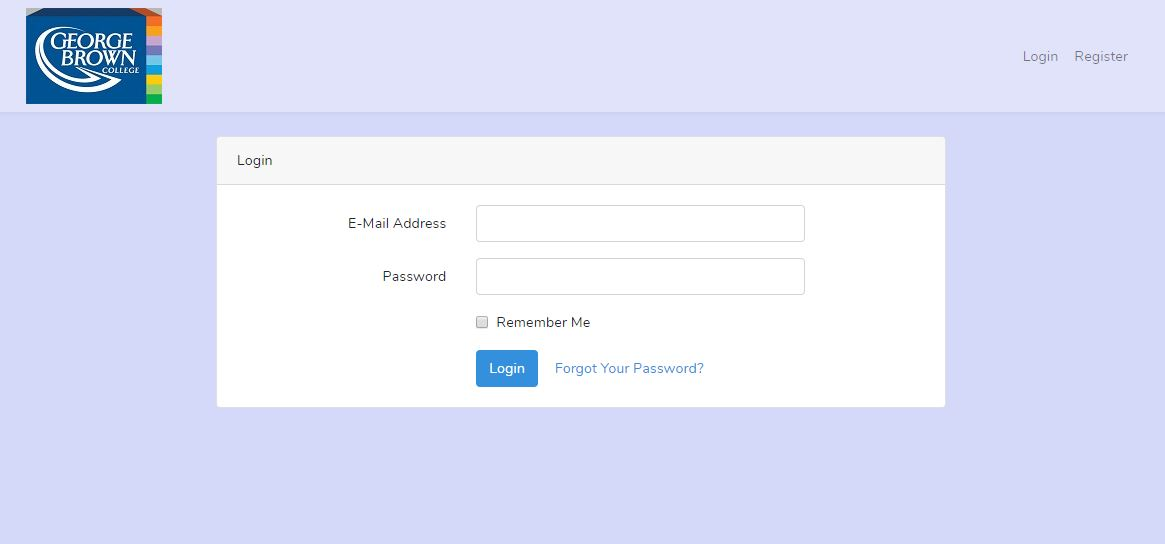 GEORGE
BROWN
COLLEGE
Login Register
Login
E-Mail Address
Password
Remember Me
Login Forgot Your Password?